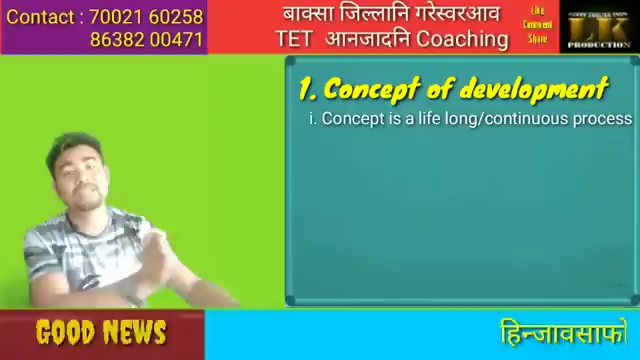 Contact : 70021 60258
86382 00471
बाक्सा जिल्लानि गरेस्वरआव
TET आनजादनि Coaching
Like
Comment
Share
LK
PRODUCTION
1. Concept of development
i. Concept is a life long/continuous process
GOOD NEWS
हिन्जावसाफो